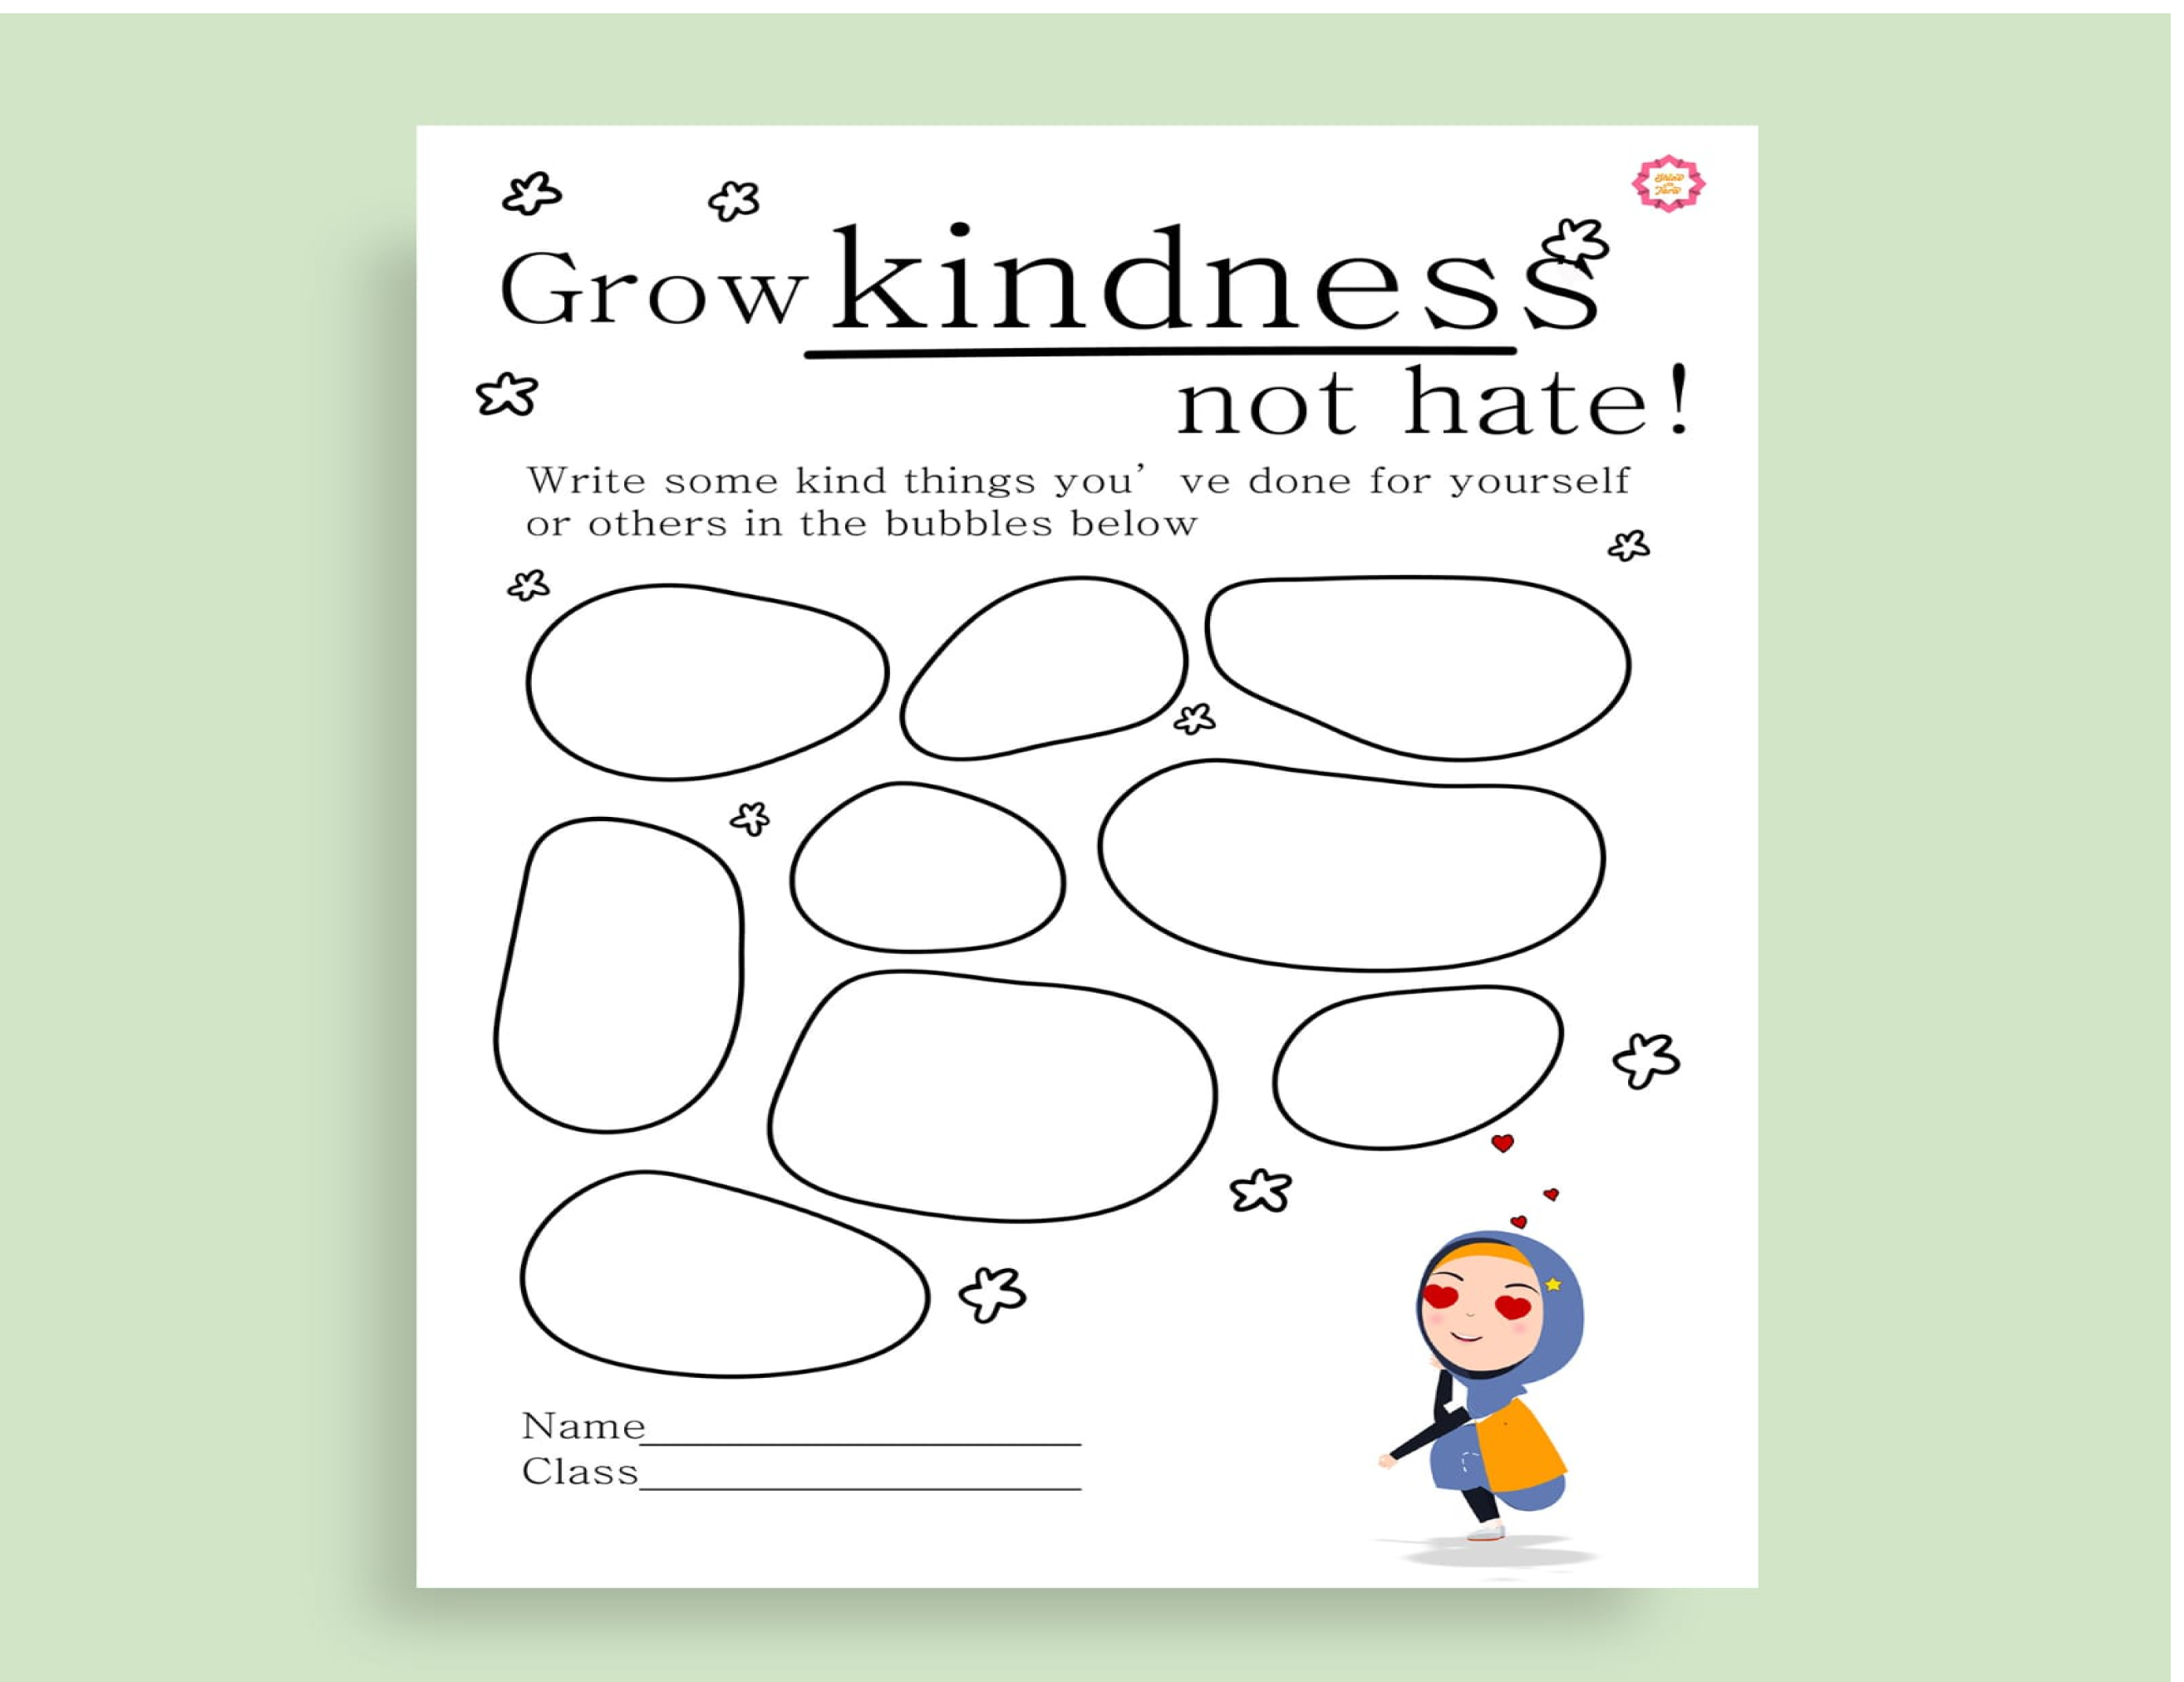 Grow kindness
not hate!
Write some kind things you’ ve done for yourself
or others in the bubbles below
Name
Class